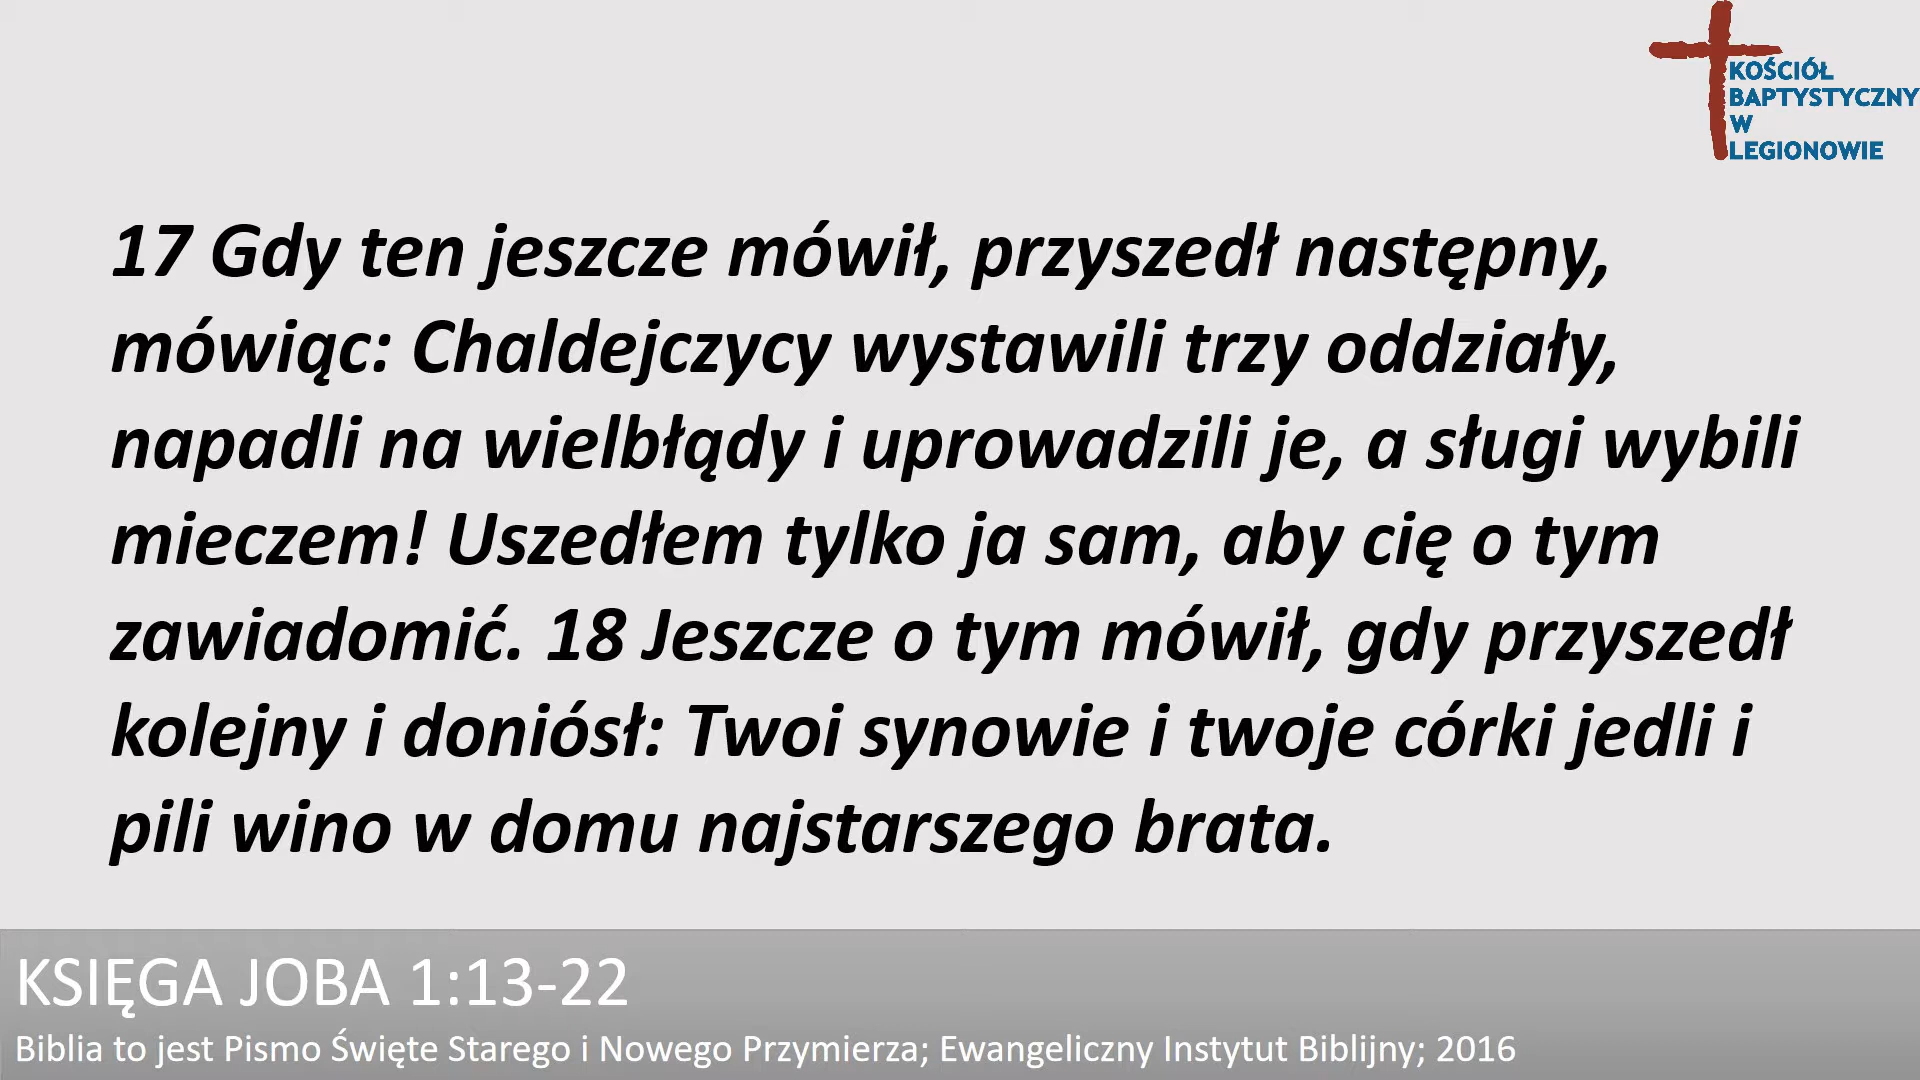 KOŚCIÓŁ
BAPTYSTYCZNY
W
LEGIONOWIE
17 Gdy ten jeszcze mówił, przyszedł następny,
mówiąc: Chaldejczycy wystawili trzy oddziały,
napadli na wielbłądy i uprowadzili je, a sługi wybili
mieczem! Uszedłem tylko ja sam, aby cię o tym
zawiadomić. 18 Jeszcze o tym mówił, gdy przyszedł
kolejny i doniósł: Twoi synowie i twoje córki jedli i
pili wino w domu najstarszego brata.
KSIĘGA JOBA 1:13-22
Biblia to jest Pismo Święte Starego i Nowego Przymierza; Ewangeliczny Instytut Biblijny; 2016